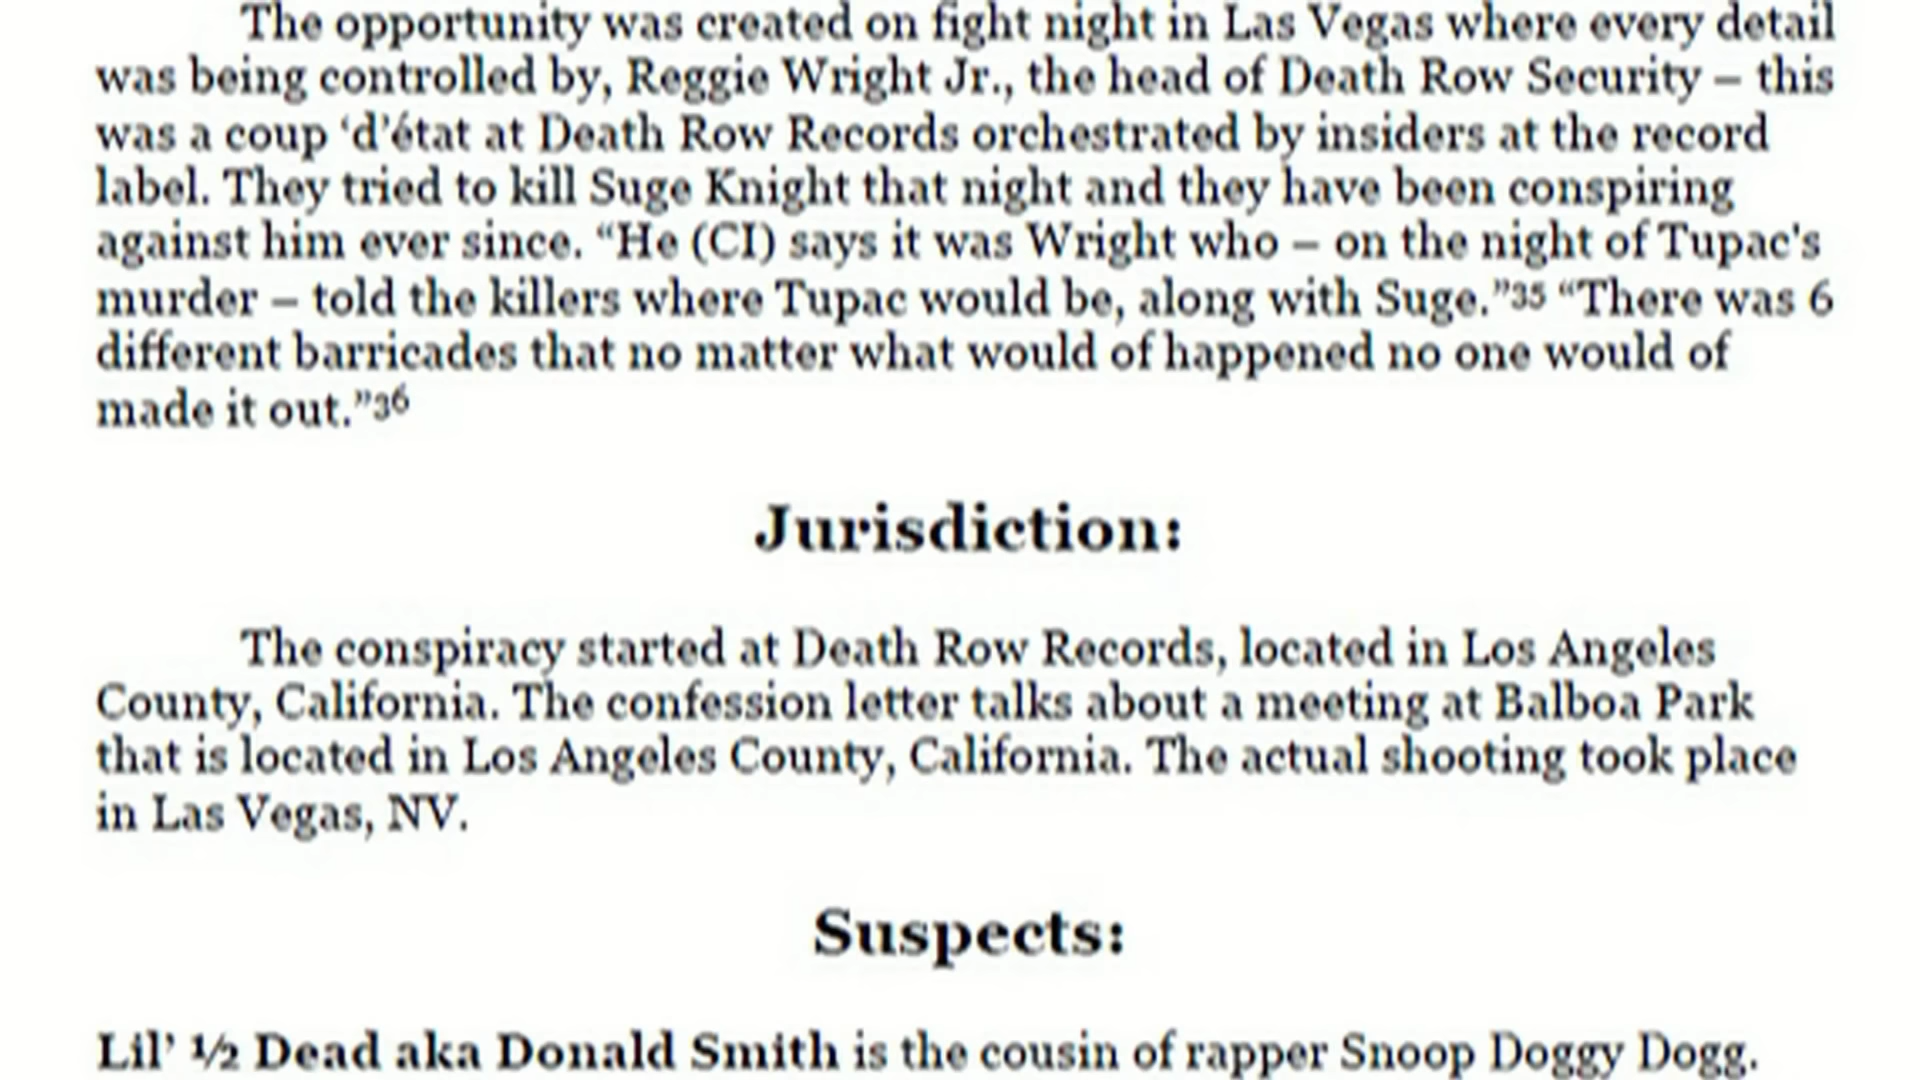 The opportunity was created on fight night in Las Vegas where every detail
was being controlled by, Reggie Wright Jr., the head of Death Row Security – this
was a coup ‘d’état at Death Row Records orchestrated by insiders at the record
label. They tried to kill Suge Knight that night and they have been conspiring
against him ever since. “He (CI) says it was Wright who – on the night of Tupac's
murder – told the killers where Tupac would be, along with Suge.”35 “There was 6
different barricades that no matter what would of happened no one would of
made it out.”36
Jurisdiction:
The conspiracy started at Death Row Records, located in Los Angeles
County, California. The confession letter talks about a meeting at Balboa Park
that is located in Los Angeles County, California. The actual shooting took place
in Las Vegas, NV.
Suspects:
Lil’ ½ Dead aka Donald Smith is the cousin of rapper Snoop Doggy Dogg.